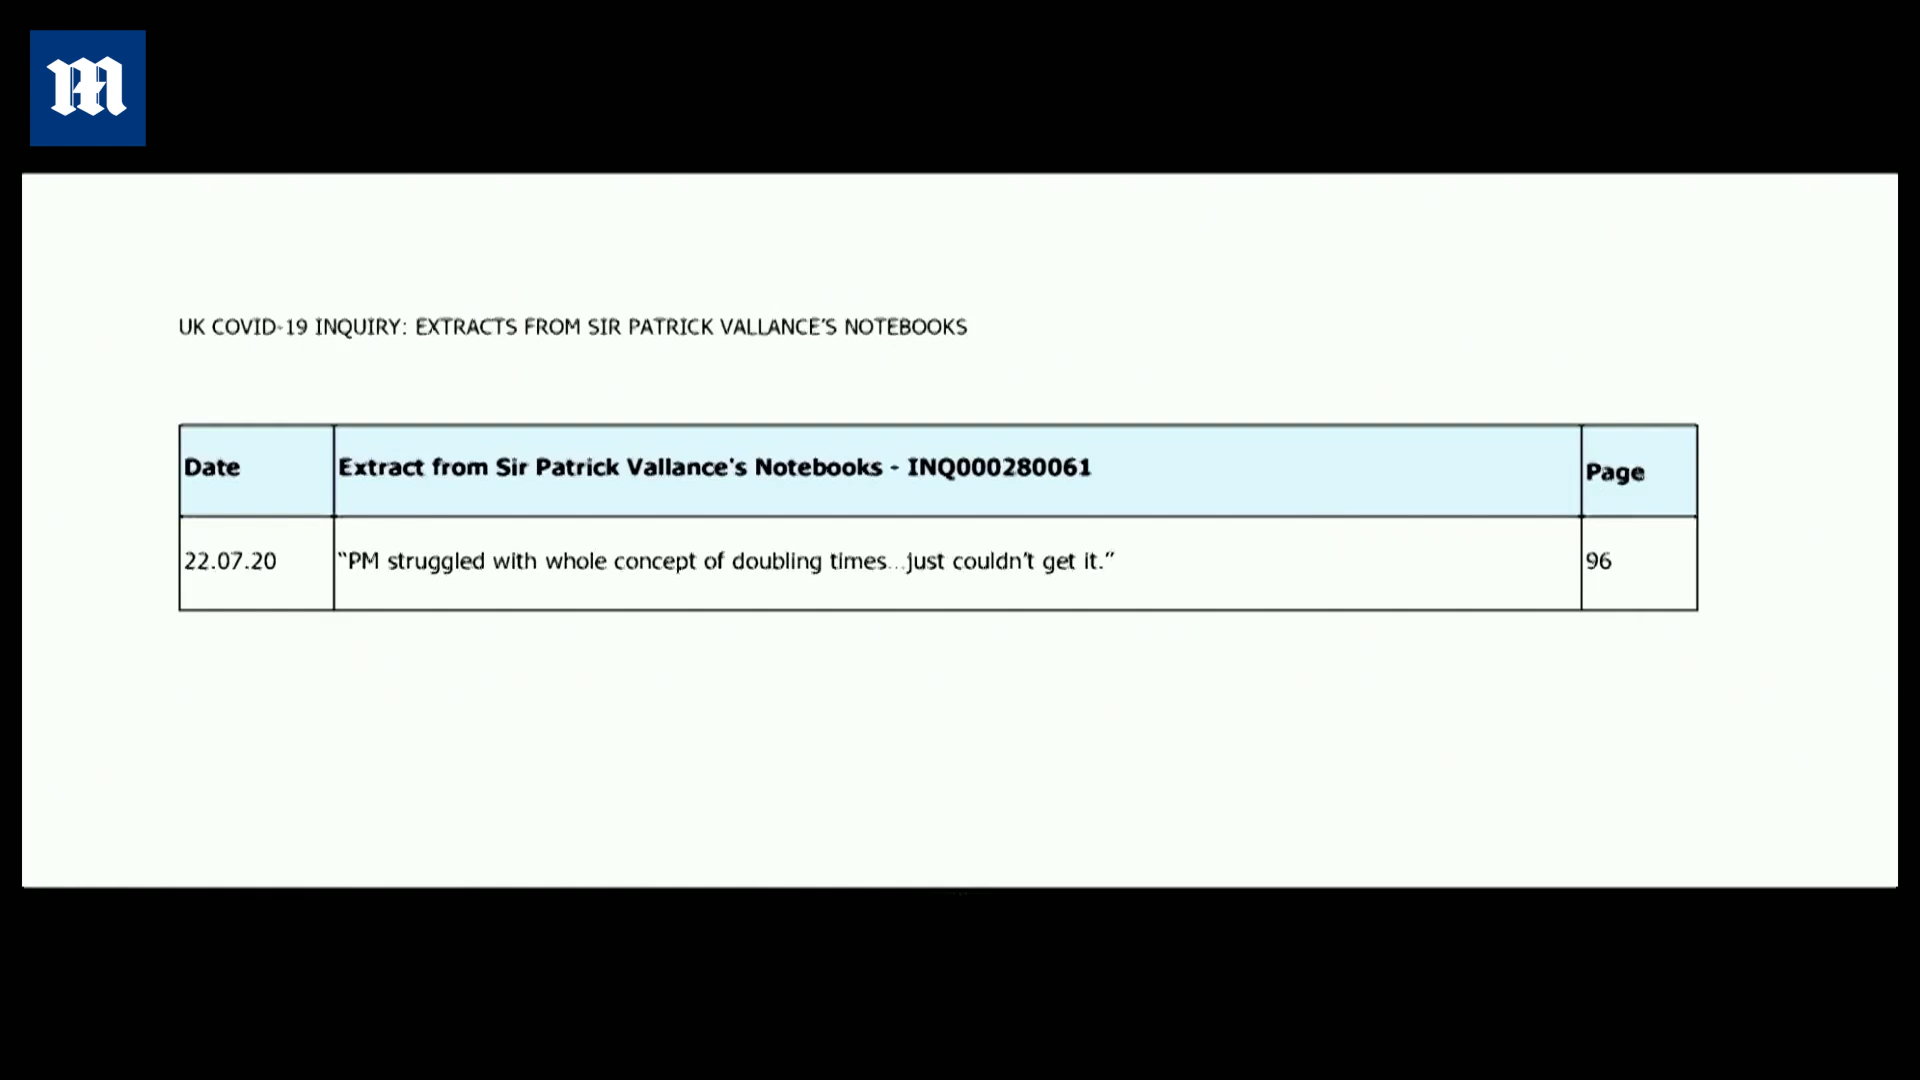 M
UK COVID-19 INQUIRY: EXTRACTS FROM SIR PATRICK VALLANCE'S NOTEBOOKS
Date Extract from Sir Patrick Vallance's Notebooks - INQ000280061 Page
22.07.20 “PM struggled with whole concept of doubling times...just couldn't get it.” 96